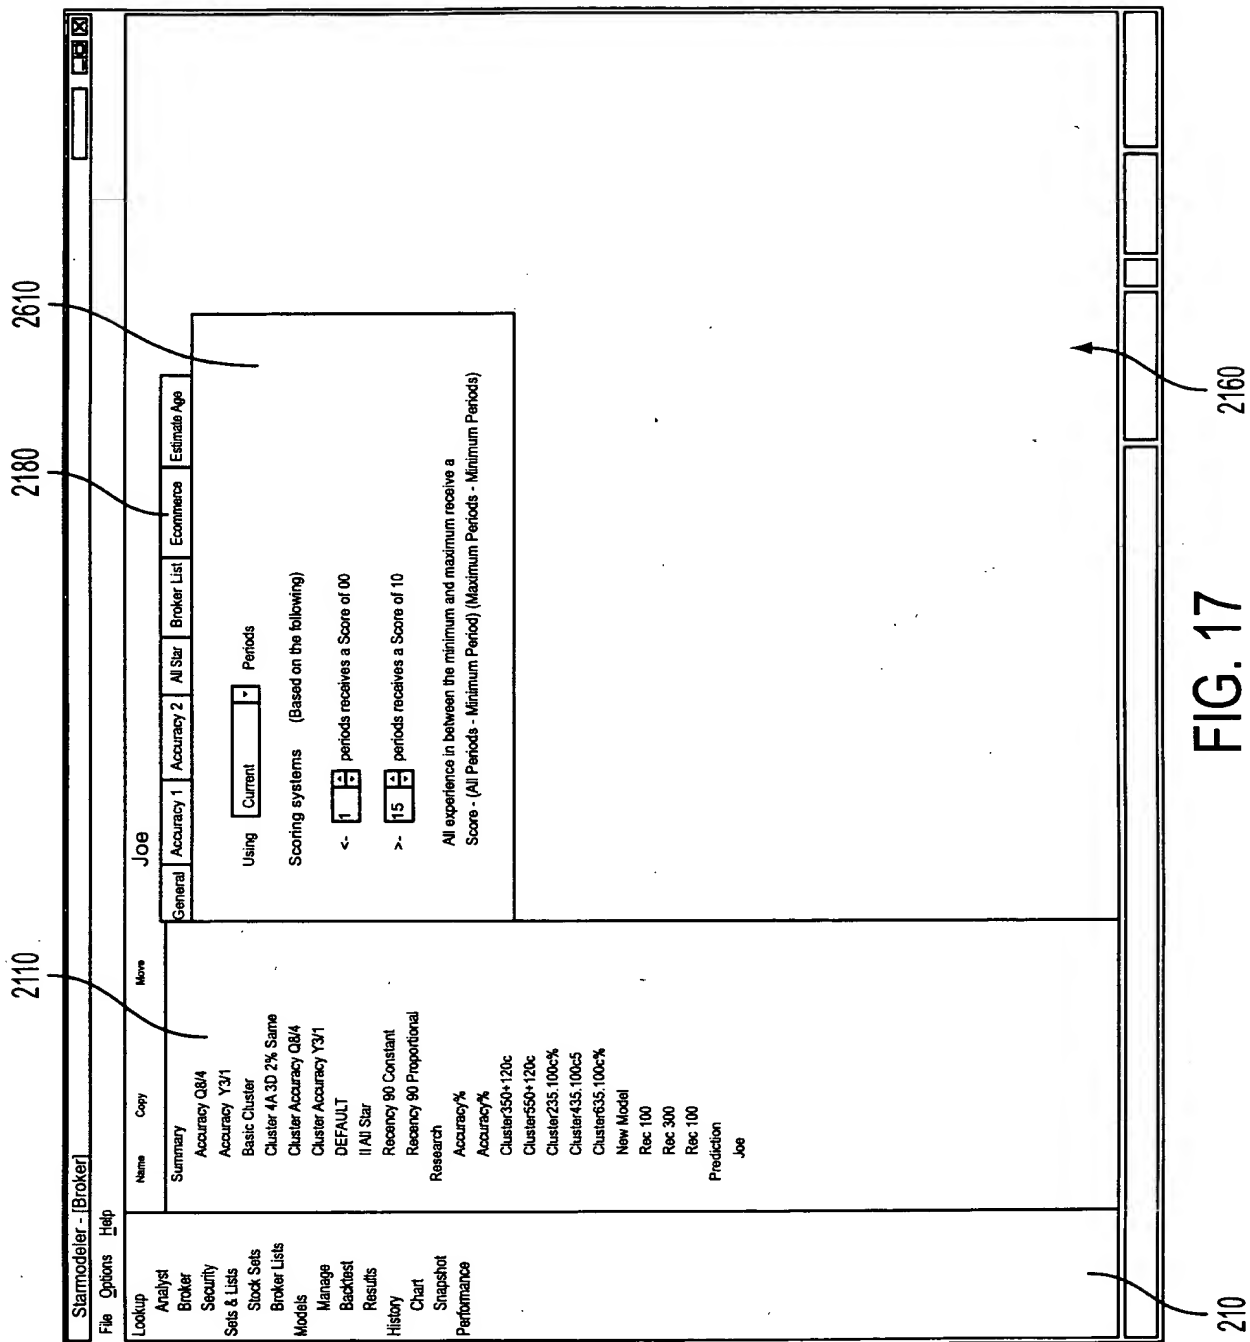 Starmodeler - [Broker]
File Options Help
Lookup
Analyst
Broker
Security
Sets & Lists
Stock Sets
Broker Lists
Models
Manage
Backtest
Results
History
Chart
Snapshot
Performance
Name Copy Move
Summary
Accuracy Q8/4
Accuracy Y3/1
Basic Cluster
Cluster 4A 3D 2% Same
Cluster Accuracy Q8/4
Cluster Accuracy Y3/1
DEFAULT
II All Star
Recency 90 Constant
Recency 90 Proportional
Research
Accuracy%
Accuracy%
Cluster350+120c
Cluster550+120c
Cluster235.100c%
Cluster435.100c5
Cluster635.100c%
New Model
Rec 100
Rec 300
Rec 100
Prediction
Joe
Joe
General Accuracy 1 Accuracy 2 All Star Broker List Ecommerce Estimate Age
Using Current Periods
Scoring systems (Based on the following)
<- 1 periods receives a Score of 00
>- 15 periods receives a Score of 10
All experience in between the minimum and maximum receive a
Score - (All Periods - Minimum Period) (Maximum Periods - Minimum Periods)
2110
2180
2610
210
2160
FIG. 17